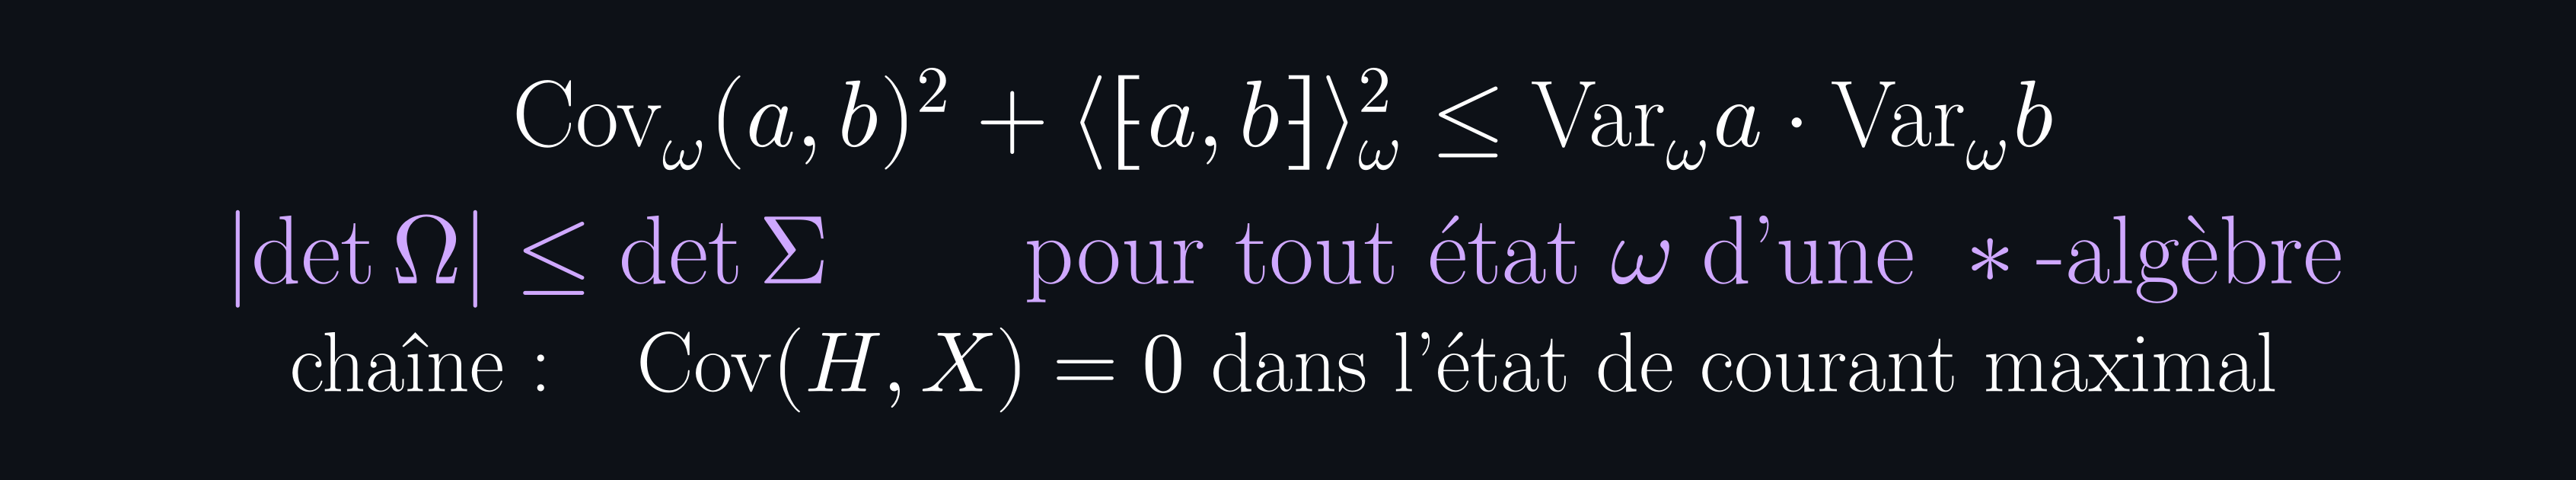 Cov_ω(a, b)² + ⟨⁅a, b⁆⟩²_ω ≤ Var_ω a · Var_ω b
|det Ω| ≤ det Σ pour tout état ω d'une ∗-algèbre
chaîne : Cov(H, X) = 0 dans l'état de courant maximal